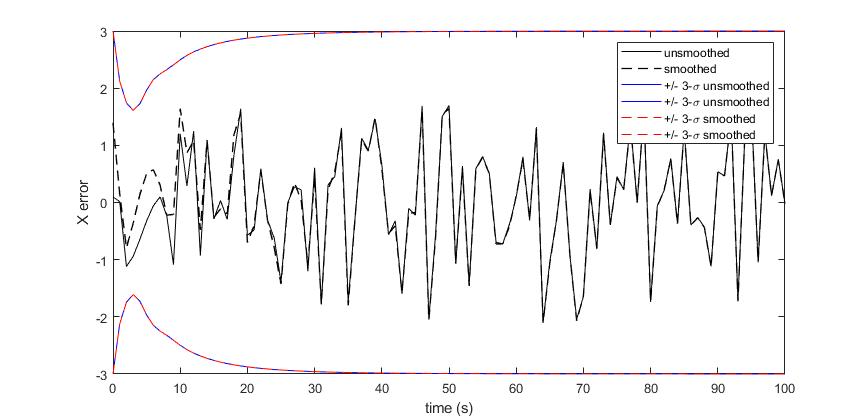 3
2
1
0
-1
-2
-3
X error
0
10
20
30
40
50
60
70
80
90
100
time (s)
unsmoothed
smoothed
+/- 3-σ unsmoothed
+/- 3-σ unsmoothed
+/- 3-σ smoothed
+/- 3-σ smoothed